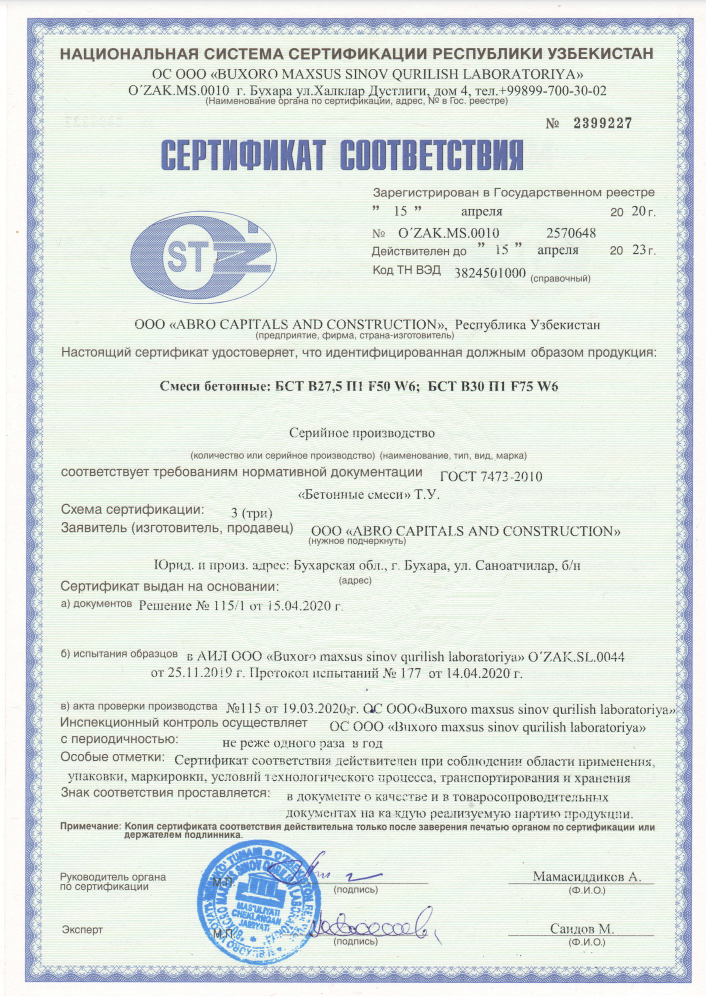 НАЦИОНАЛЬНАЯ СИСТЕМА СЕРТИФИКАЦИИ РЕСПУБЛИКИ УЗБЕКИСТАН
ОС ООО «BUXORO MAXSUS SINOV QURILISH LABORATORIYA»
O´ZAK.MS.0010 г. Бухара ул.Халклар Дустлиги, дом 4, тел.+99899-700-30-02
(Наименование органа по сертификации, адрес, № в Гос. реестре)
№ 2399227
СЕРТИФИКАТ СООТВЕТСТВИЯ
Зарегистрирован в Государственном реестре
” 15 ” апреля 20 20 г.
№ O´ZAK.MS.0010 2570648
Действителен до ” 15 ” апреля 20 23 г.
Код ТН ВЭД 3824501000 (справочный)
ST
ООО «ABRO CAPITALS AND CONSTRUCTION», Республика Узбекистан
(предприятие, фирма, страна-изготовитель)
Настоящий сертификат удостоверяет, что идентифицированная должным образом продукция:
Смеси бетонные: БСТ В27,5 П1 F50 W6; БСТ В30 П1 F75 W6
Серийное производство
(количество или серийное производство) (наименование, тип, вид, марка)
соответствует требованиям нормативной документации ГОСТ 7473-2010
«Бетонные смеси» Т.У.
Схема сертификации: 3 (три)
Заявитель (изготовитель, продавец) ООО «ABRO CAPITALS AND CONSTRUCTION»
(нужное подчеркнуть)
Юрид. и произ. адрес: Бухарская обл., г. Бухара, ул. Саноатчилар, б/н
(адрес)
Сертификат выдан на основании:
а) документов Решение № 115/1 от 15.04.2020 г.
б) испытания образцов в АИЛ ООО «Buxoro maxsus sinov qurilish laboratoriya» O´ZAK.SL.0044
от 25.11.2019 г. Протокол испытаний № 177 от 14.04.2020 г.
в) акта проверки производства №115 от 19.03.2020г. ОС ООО«Buxoro maxsus sinov qurilish laboratoriya»
Инспекционный контроль осуществляет ОС ООО «Buxoro maxsus sinov qurilish laboratoriya»
с периодичностью: не реже одного раза в год
Особые отметки: Сертификат соответствия действителен при соблюдении области применения,
упаковки, маркировки, условий технологического процесса, транспортирования и хранения
Знак соответствия проставляется: в документе о качестве и в товаросопроводительных
документах на каждую реализуемую партию продукции.
Примечание: Копия сертификата соответствия действительна только после заверения печатью органом по сертификации или
держателем подлинника.
Руководитель органа
по сертификации
М.П.
(подпись)
Мамасиддиков А.
(Ф.И.О.)
MAS'ULIYATI
CHEKLANGAN
JAMIYATI
Эксперт
М.П.
(подпись)
Саидов М.
(Ф.И.О.)